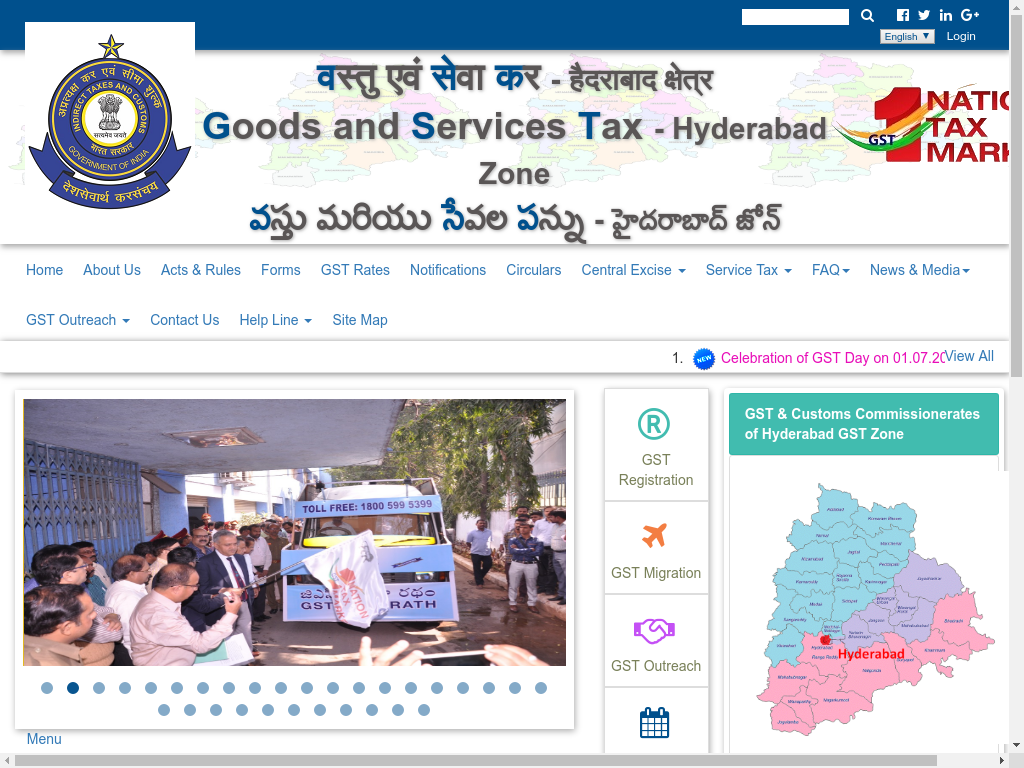 English ▼ Login
अप्रत्यक्ष कर एवं सीमा शुल्क
INDIRECT TAXES AND CUSTOMS
सत्यमेव जयते
भारत सरकार
GOVERNMENT OF INDIA
देशसेवार्थ करसंचय
वस्तु एवं सेवा कर - हैदराबाद क्षेत्र
Goods and Services Tax - Hyderabad
Zone
వస్తు మరియు సేవల పన్ను - హైదరాబాద్ జోన్
GST
1
NATIO
TAX
MARK
Home About Us Acts & Rules Forms GST Rates Notifications Circulars Central Excise Service Tax FAQ News & Media
GST Outreach Contact Us Help Line Site Map
1. NEW Celebration of GST Day on 01.07.20 View All
TOLL FREE: 1800 599 5399
GST
GST & Customs Commissionerates
of Hyderabad GST Zone
GST
Registration
GST Migration
GST Outreach
Hyderabad
Menu